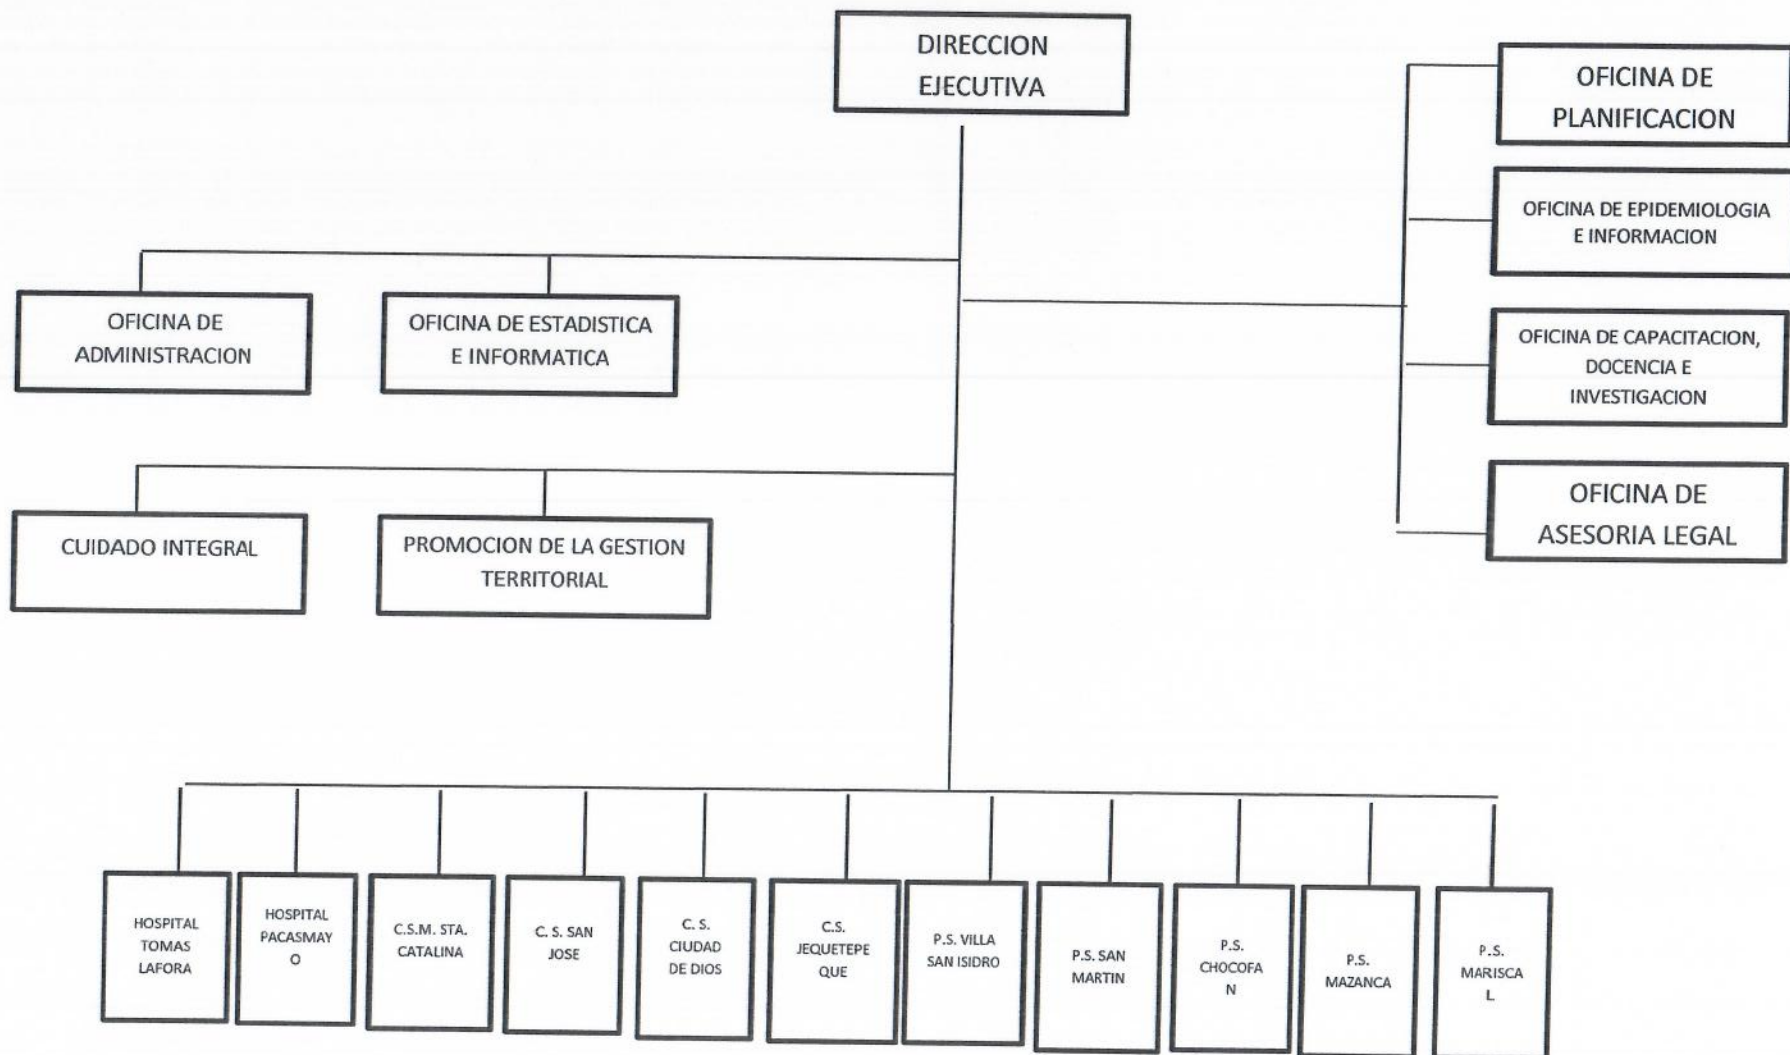 DIRECCION
EJECUTIVA
OFICINA DE
PLANIFICACION
OFICINA DE EPIDEMIOLOGIA
E INFORMACION
OFICINA DE CAPACITACION,
DOCENCIA E
INVESTIGACION
OFICINA DE
ASESORIA LEGAL
OFICINA DE
ADMINISTRACION
OFICINA DE ESTADISTICA
E INFORMATICA
CUIDADO INTEGRAL
PROMOCION DE LA GESTION
TERRITORIAL
HOSPITAL
TOMAS
LAFORA
HOSPITAL
PACASMAY
O
C.S.M. STA.
CATALINA
C. S. SAN
JOSE
C. S.
CIUDAD
DE DIOS
C.S.
JEQUETEPE
QUE
P.S. VILLA
SAN ISIDRO
P.S. SAN
MARTIN
P.S.
CHOCOFA
N
P.S.
MAZANCA
P.S.
MARISCA
L